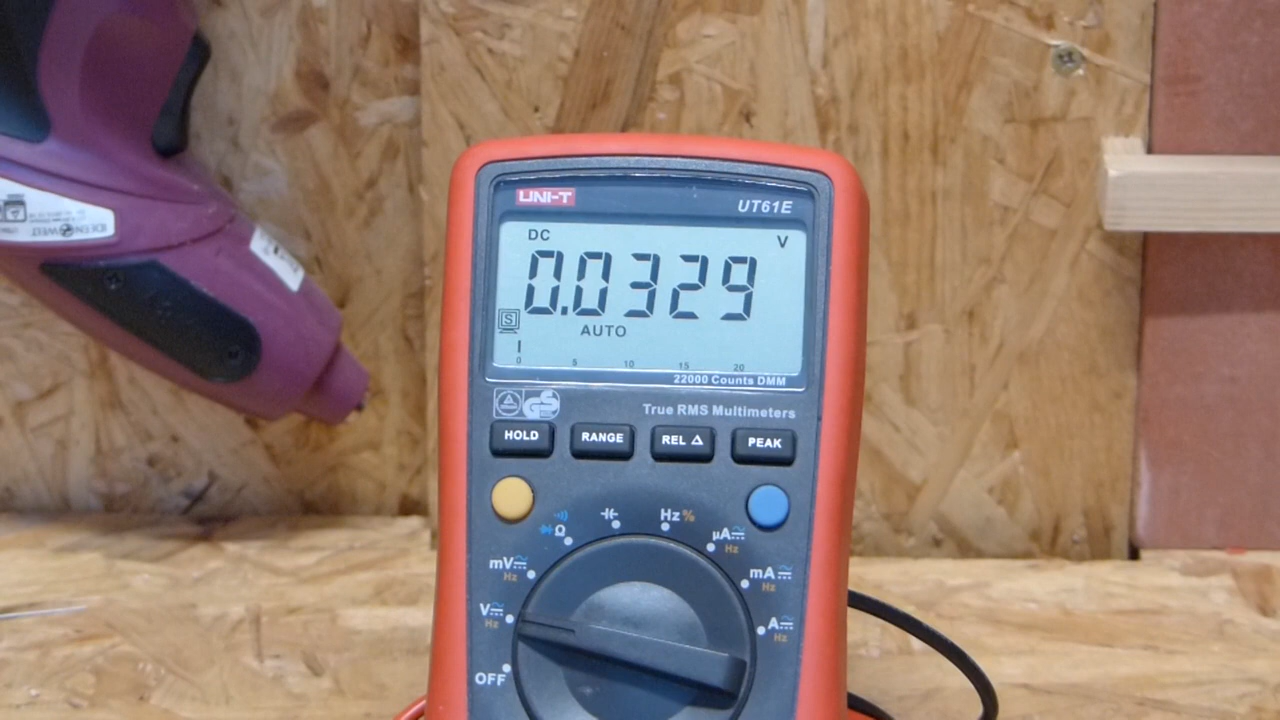 UNI-T
UT61E
DC
V
0.0329
S
AUTO
0 5 10 15 20
22000 Counts DMM
True RMS Multimeters
HOLD RANGE REL Δ PEAK
Hz %
Ω
µA
Hz
mV
Hz
mA
Hz
V
Hz
A
Hz
OFF